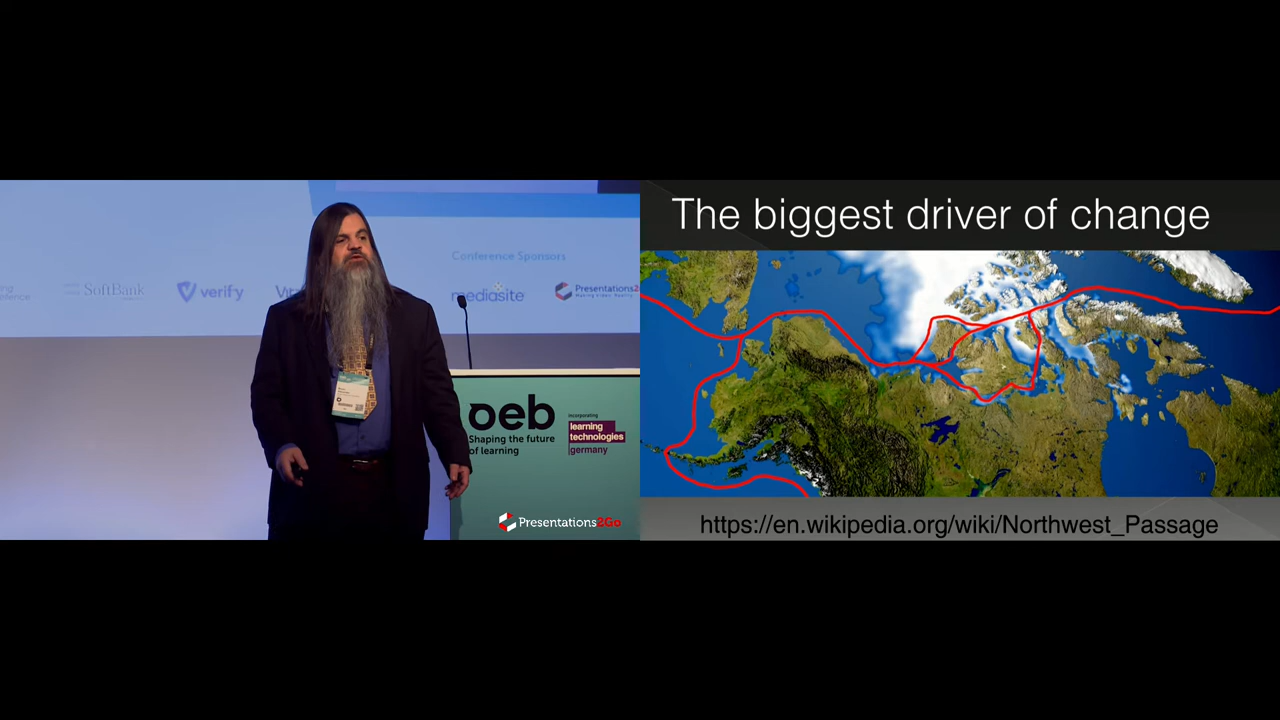 Conference Sponsors
SoftBank
verify
mediasite
Presentations2
oeb
Shaping the future
of learning
incorporating
learning
technologies
germany
Presentations2Go
The biggest driver of change
https://en.wikipedia.org/wiki/Northwest_Passage